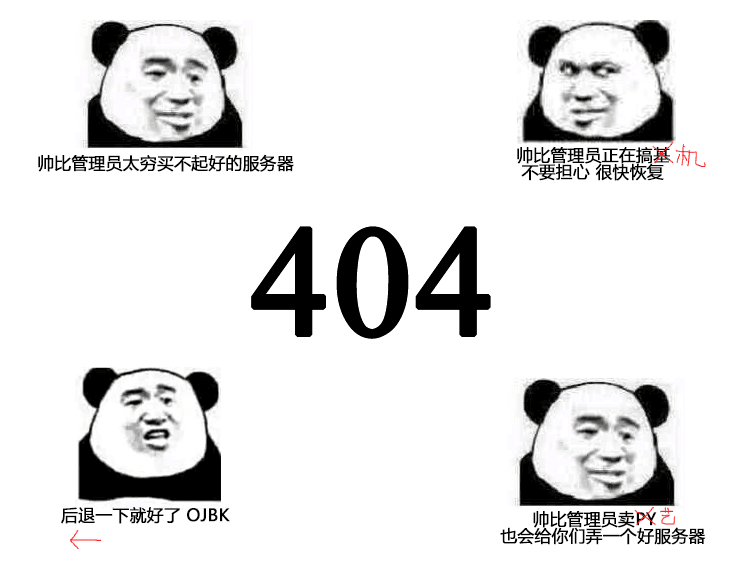 帅比管理员太穷买不起好的服务器
帅比管理员正在搞基机
不要担心 很快恢复
404
后退一下就好了 OJBK
帅比管理员卖PY艺
也会给你们弄一个好服务器